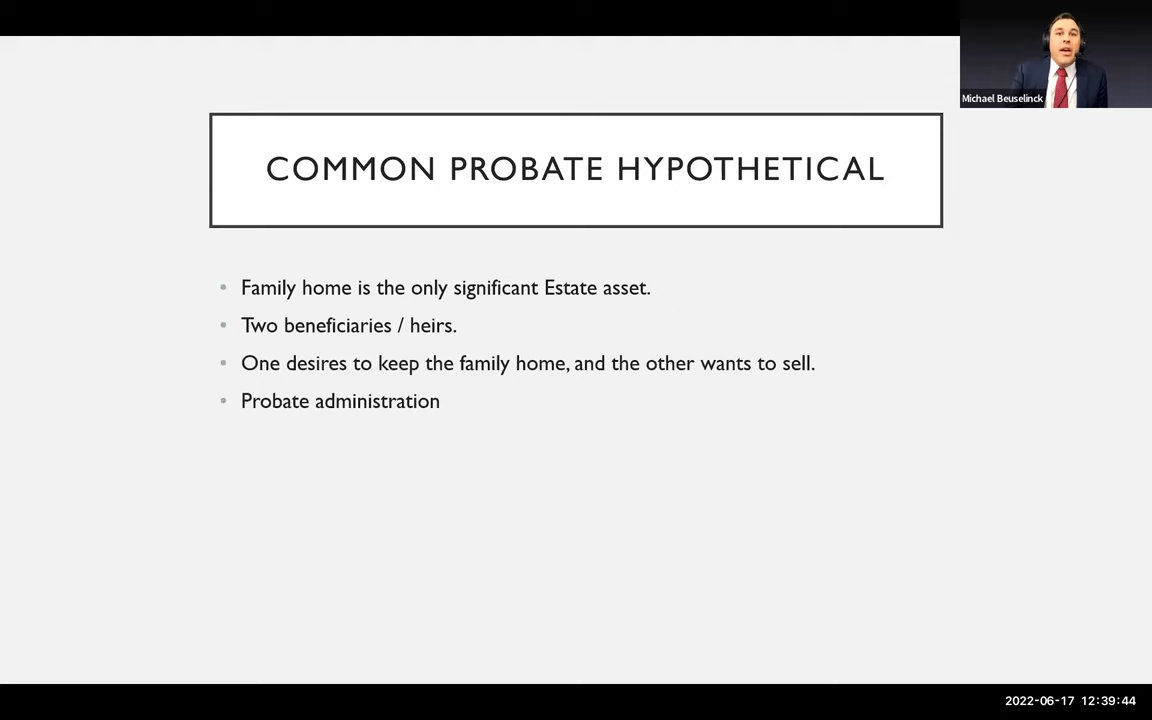 Michael Beuselinck
COMMON PROBATE HYPOTHETICAL
• Family home is the only significant Estate asset.
• Two beneficiaries / heirs.
• One desires to keep the family home, and the other wants to sell.
• Probate administration
2022-06-17 12:39:44